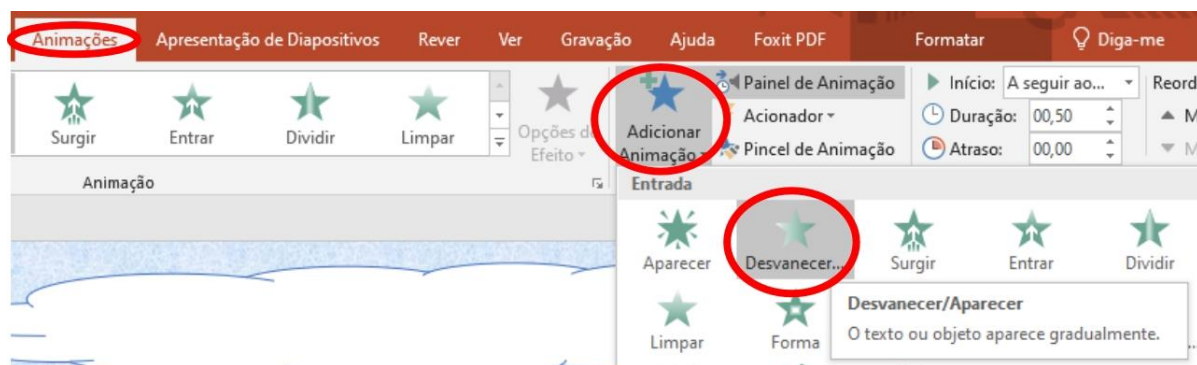 Animações Apresentação de Diapositivos Rever Ver Gravação Ajuda Foxit PDF Formatar Diga-me
Surgir Entrar Dividir Limpar
Opções de
Efeito
Adicionar
Animação
Painel de Animação
Acionador
Pincel de Animação
Início: A seguir ao...
Duração: 00,50
Atraso: 00,00
Reord
M
M
Animação
Entrada
Aparecer Desvanecer... Surgir Entrar Dividir
Limpar Forma
Desvanecer/Aparecer
O texto ou objeto aparece gradualmente.